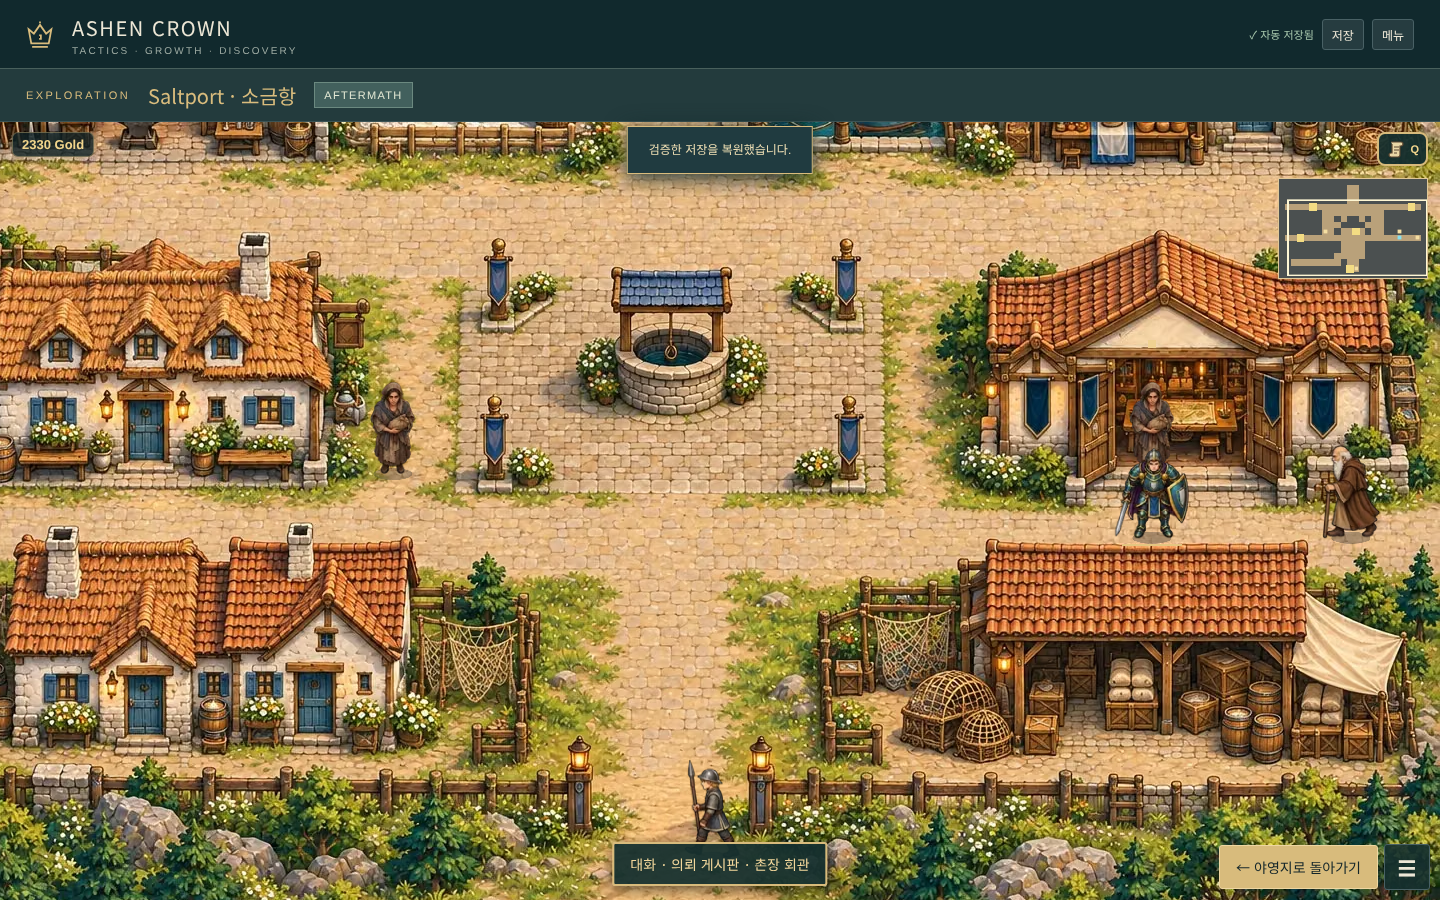 ASHEN CROWN
TACTICS · GROWTH · DISCOVERY
✓ 자동 저장됨
저장
메뉴
EXPLORATION
Saltport · 소금항
AFTERMATH
2330 Gold
검증한 저장을 복원했습니다.
Q
대화 · 의뢰 게시판 · 촌장 회관
← 야영지로 돌아가기